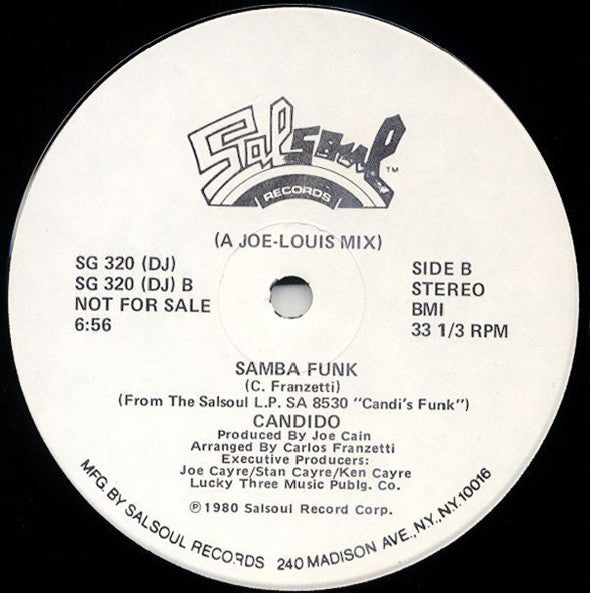 Salsoul™
RECORDS
(A JOE-LOUIS MIX)
SG 320 (DJ)
SG 320 (DJ) B
NOT FOR SALE
6:56
SIDE B
STEREO
BMI
33 1/3 RPM
SAMBA FUNK
(C. Franzetti)
(From The Salsoul L.P. SA 8530 "Candi's Funk")
CANDIDO
Produced By Joe Cain
Arranged By Carlos Franzetti
Executive Producers:
Joe Cayre/Stan Cayre/Ken Cayre
Lucky Three Music Publg. Co.
℗1980 Salsoul Record Corp.
MFG. BY SALSOUL RECORDS 240 MADISON AVE., NY., NY. 10016